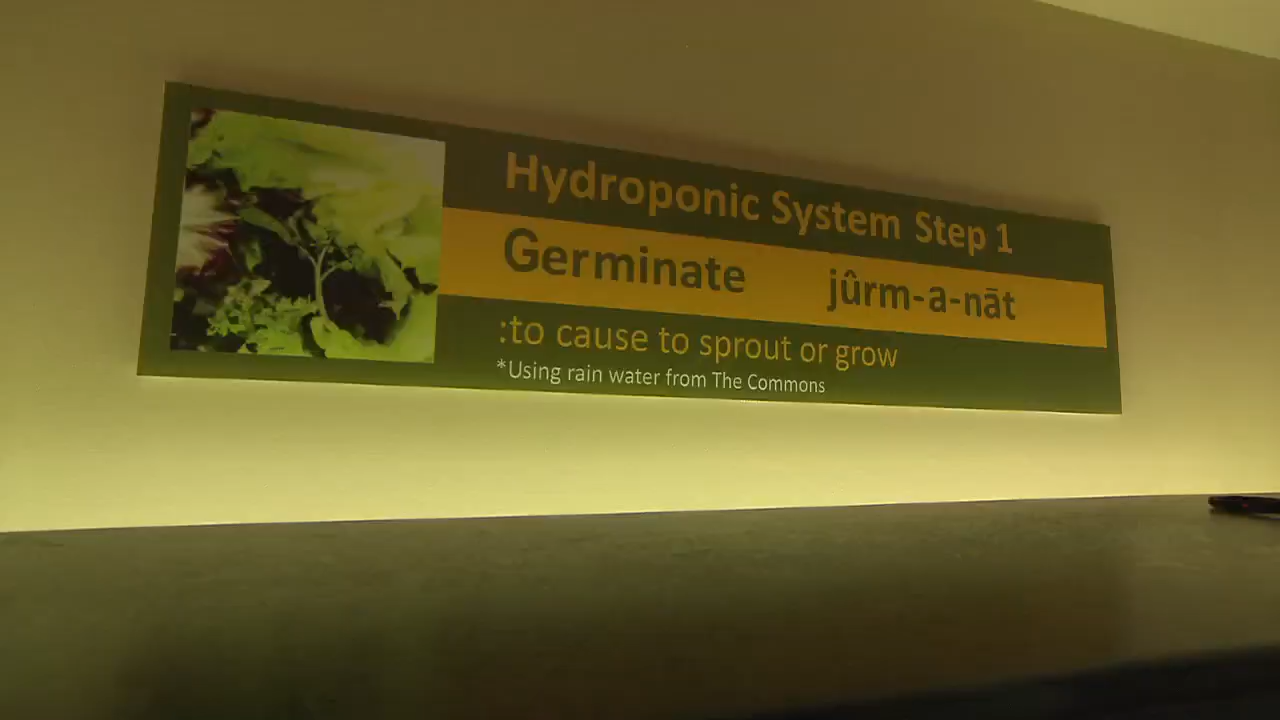 Hydroponic System Step 1
Germinate jûrm-a-nāt
:to cause to sprout or grow
*Using rain water from The Commons